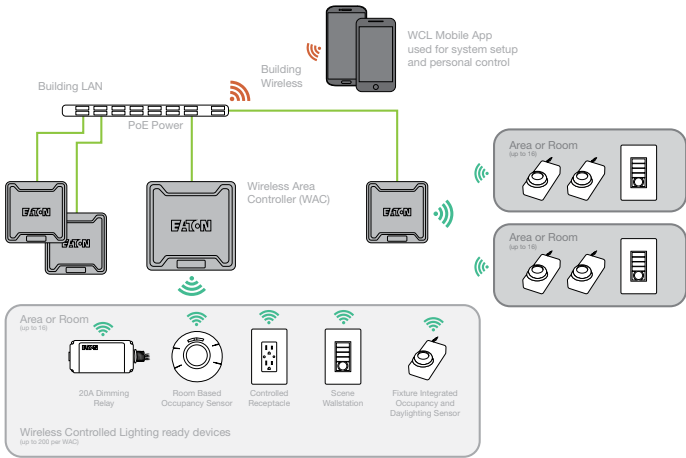 WCL Mobile App
used for system setup
and personal control
Building
Wireless
Building LAN
PoE Power
EATON
EATON
EATON
EATON
Wireless Area
Controller (WAC)
Area or Room
(up to 16)
Area or Room
(up to 16)
Area or Room
(up to 16)
EATON
20A Dimming
Relay
Room Based
Occupancy Sensor
Controlled
Receptacle
Scene
Wallstation
Fixture Integrated
Occupancy and
Daylighting Sensor
Wireless Controlled Lighting ready devices
(up to 200 per WAC)